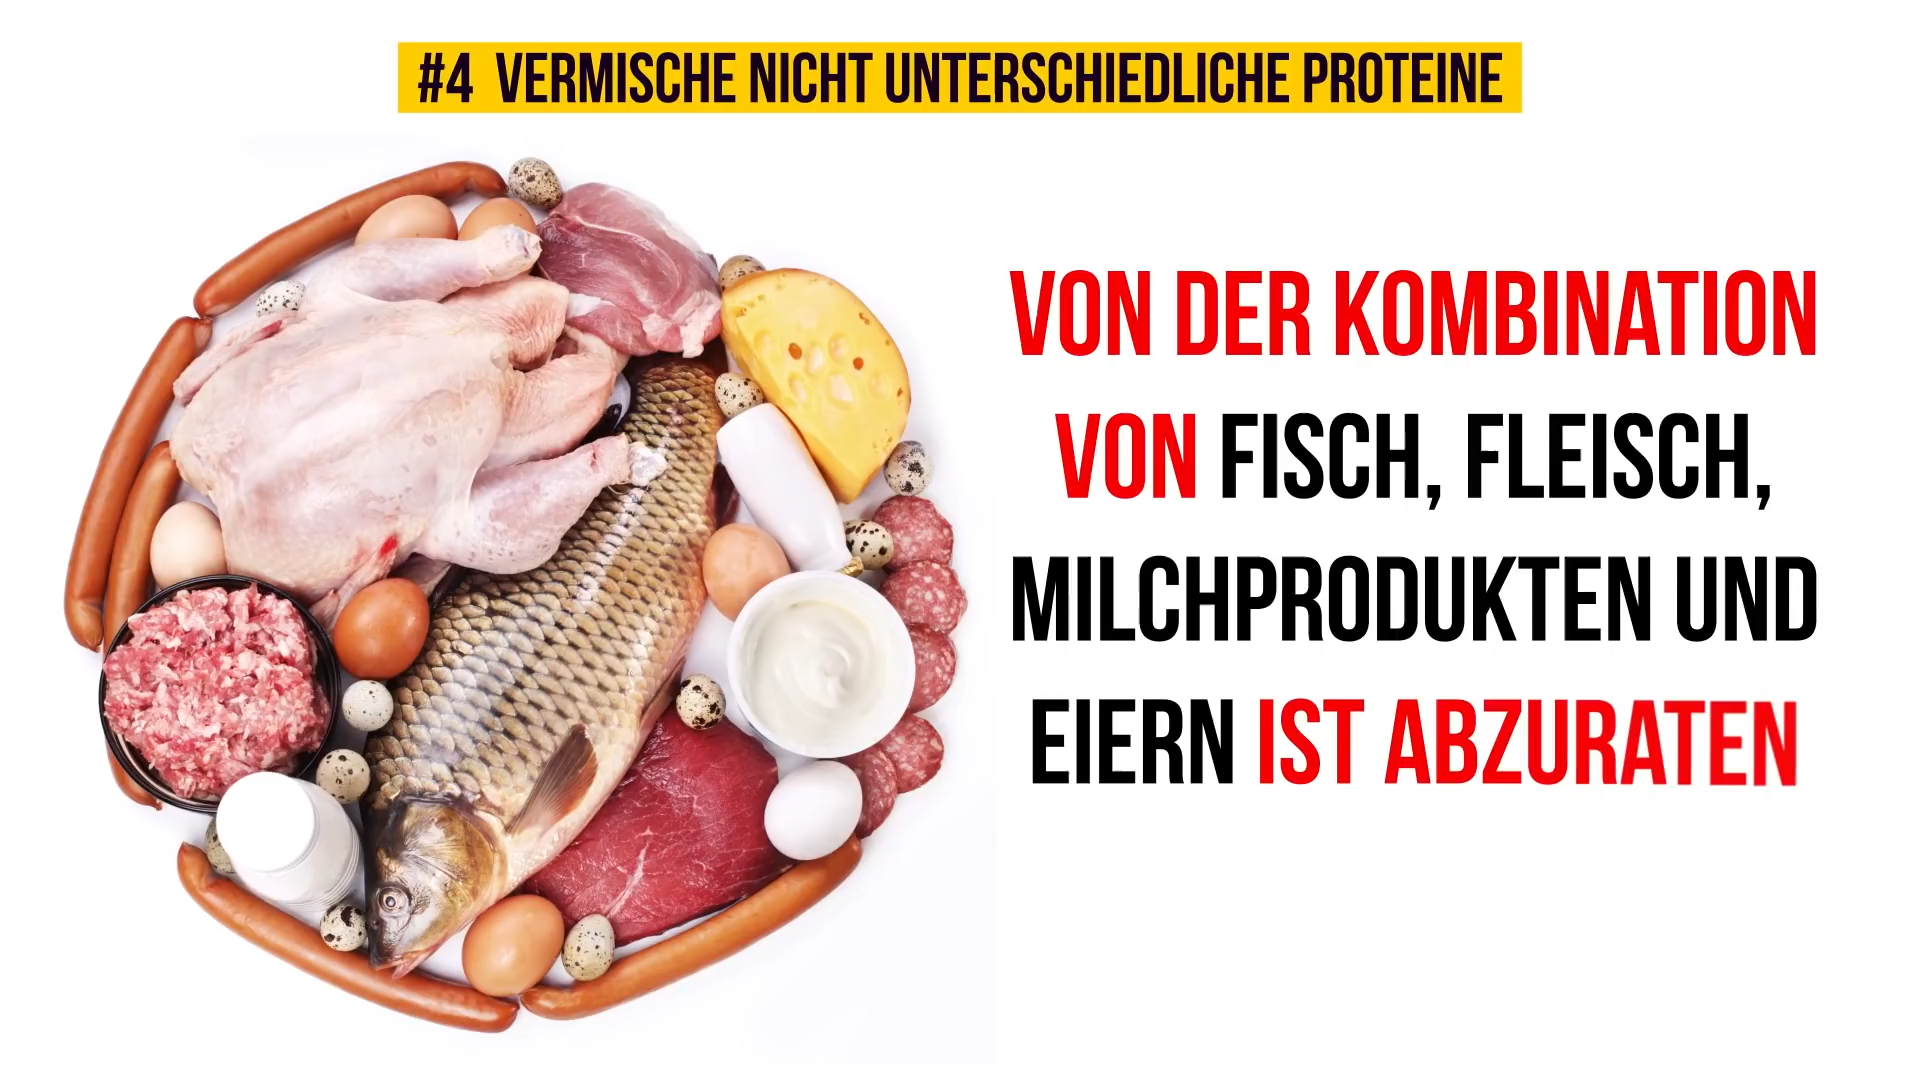 #4 VERMISCHE NICHT UNTERSCHIEDLICHE PROTEINE
VON DER KOMBINATION
VON FISCH, FLEISCH,
MILCHPRODUKTEN UND
EIERN IST ABZURATEN